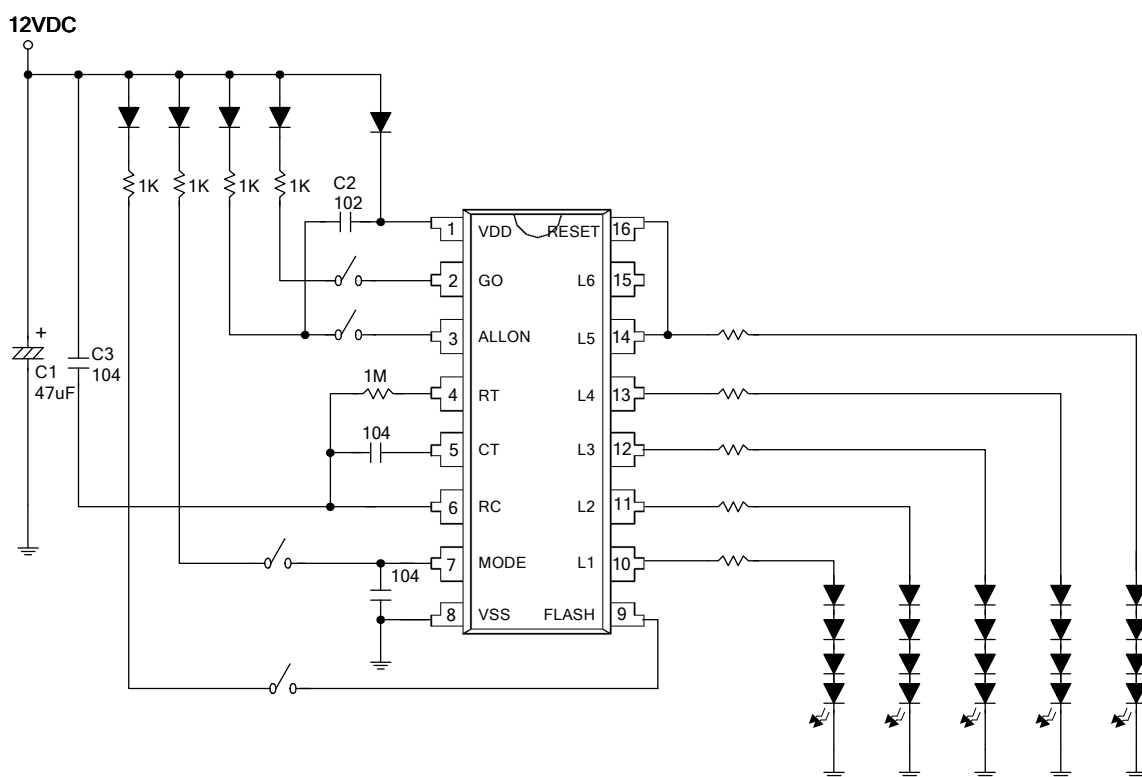 12VDC
1K
1K
1K
1K
C2
102
1
VDD
RESET
16
2
GO
L6
15
3
ALLON
L5
14
+
C1
47uF
C3
104
1M
4
RT
L4
13
104
5
CT
L3
12
6
RC
L2
11
7
MODE
L1
10
104
8
VSS
FLASH
9